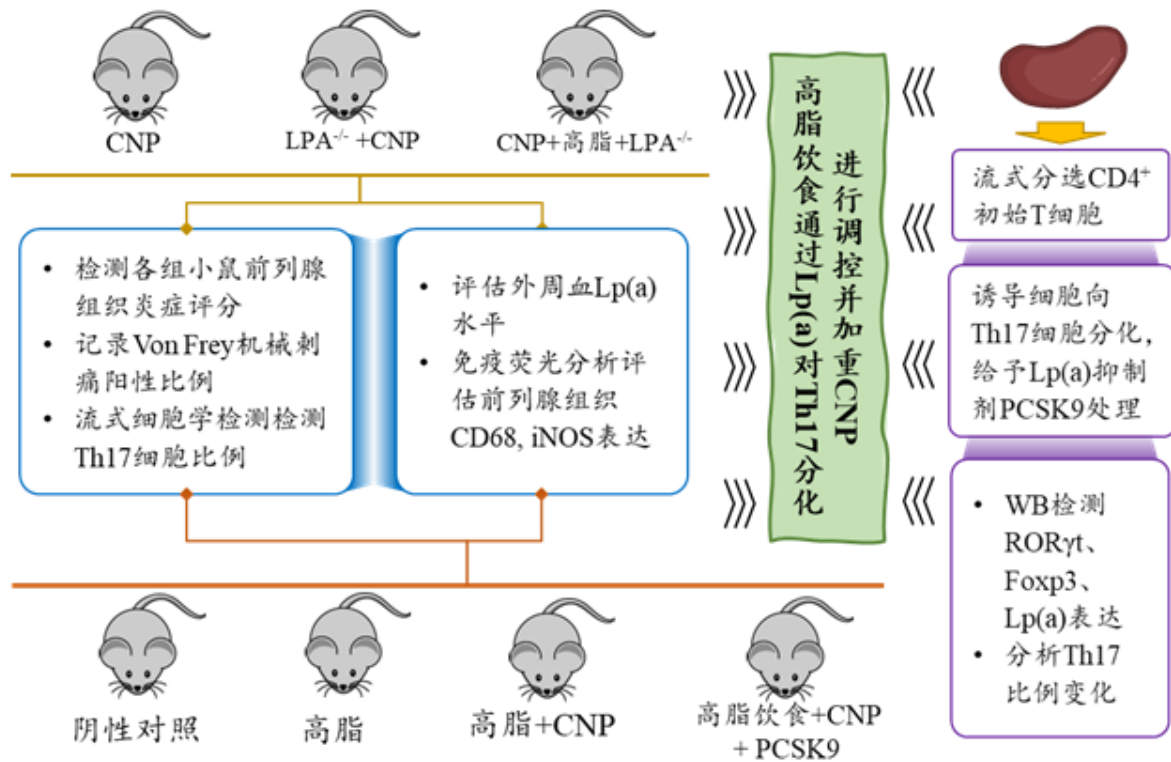 CNP
LPA-/- +CNP
CNP+高脂+LPA-/-
• 检测各组小鼠前列腺
组织炎症评分
• 记录Von Frey机械刺
痛阳性比例
• 流式细胞学检测检测
Th17细胞比例
• 评估外周血Lp(a)
水平
• 免疫荧光分析评
估前列腺组织
CD68, iNOS表达
阴性对照
高脂
高脂+CNP
高脂饮食+CNP
+ PCSK9
高脂饮食通过Lp(a)对Th17分化
进行调控并加重CNP
流式分选CD4+
初始T细胞
诱导细胞向
Th17细胞分化，
给予Lp(a)抑制
剂PCSK9处理
• WB检测
RORγt、
Foxp3、
Lp(a)表达
• 分析Th17
比例变化